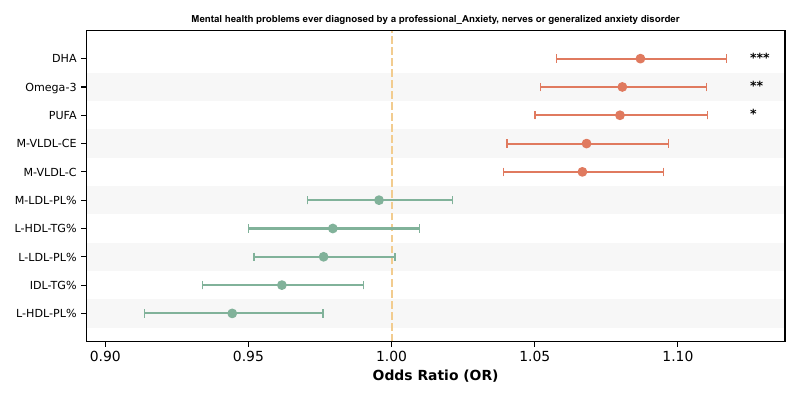 Mental health problems ever diagnosed by a professional_Anxiety, nerves or generalized anxiety disorder
DHA ***
Omega-3 **
PUFA *
M-VLDL-CE
M-VLDL-C
M-LDL-PL%
L-HDL-TG%
L-LDL-PL%
IDL-TG%
L-HDL-PL%
0.90 0.95 1.00 1.05 1.10
Odds Ratio (OR)